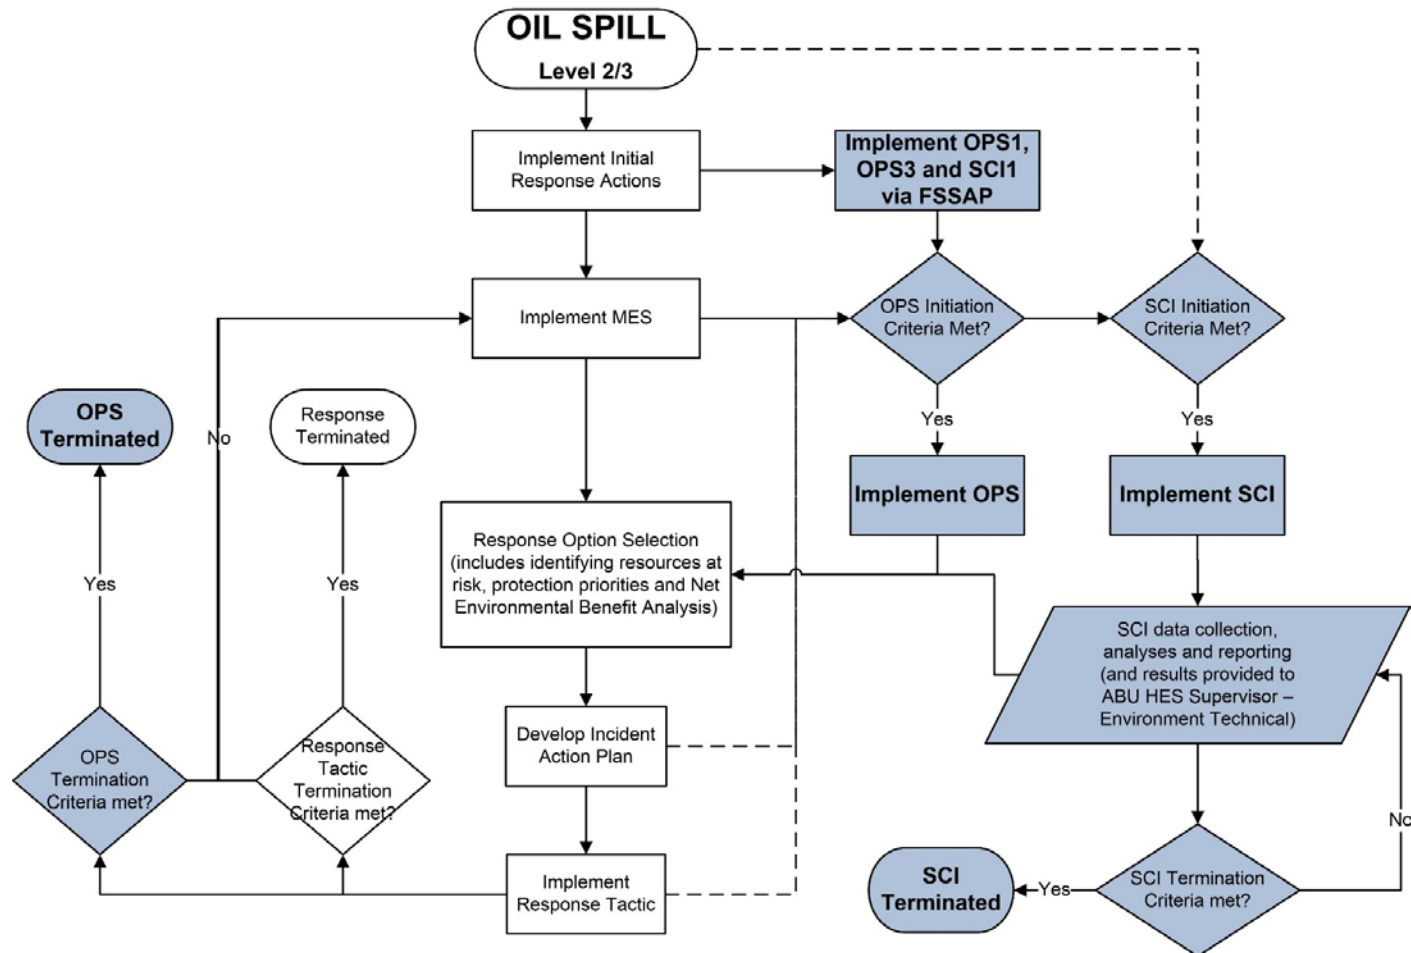 OIL SPILL
Level 2/3
Implement Initial
Response Actions
Implement OPS1,
OPS3 and SCI1
via FSSAP
Implement MES
OPS Initiation
Criteria Met?
SCI Initiation
Criteria Met?
OPS
Terminated
No
Response
Terminated
Yes
Yes
Implement OPS
Implement SCI
Response Option Selection
(includes identifying resources at
risk, protection priorities and Net
Environmental Benefit Analysis)
Yes
Yes
SCI data collection,
analyses and reporting
(and results provided to
ABU HES Supervisor –
Environment Technical)
OPS
Termination
Criteria met?
Response
Tactic
Termination
Criteria met?
Develop Incident
Action Plan
No
Implement
Response Tactic
SCI
Terminated
Yes
SCI Termination
Criteria met?